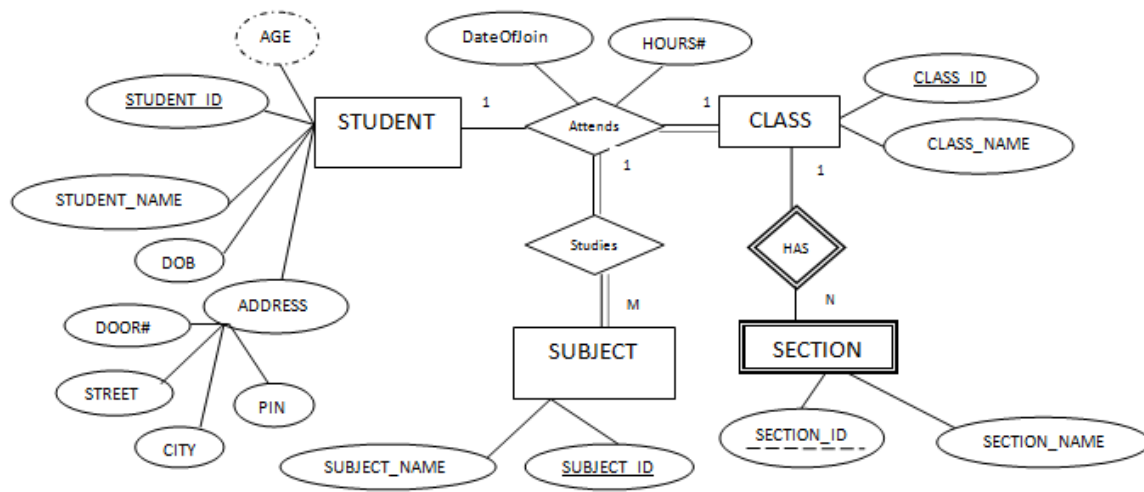 AGE
DateOfJoin
HOURS#
STUDENT_ID
CLASS_ID
STUDENT
1
Attends
1
CLASS
CLASS_NAME
1
1
STUDENT_NAME
DOB
Studies
HAS
ADDRESS
M
N
DOOR#
SUBJECT
SECTION
STREET
PIN
CITY
SECTION_ID
SECTION_NAME
SUBJECT_NAME
SUBJECT_ID